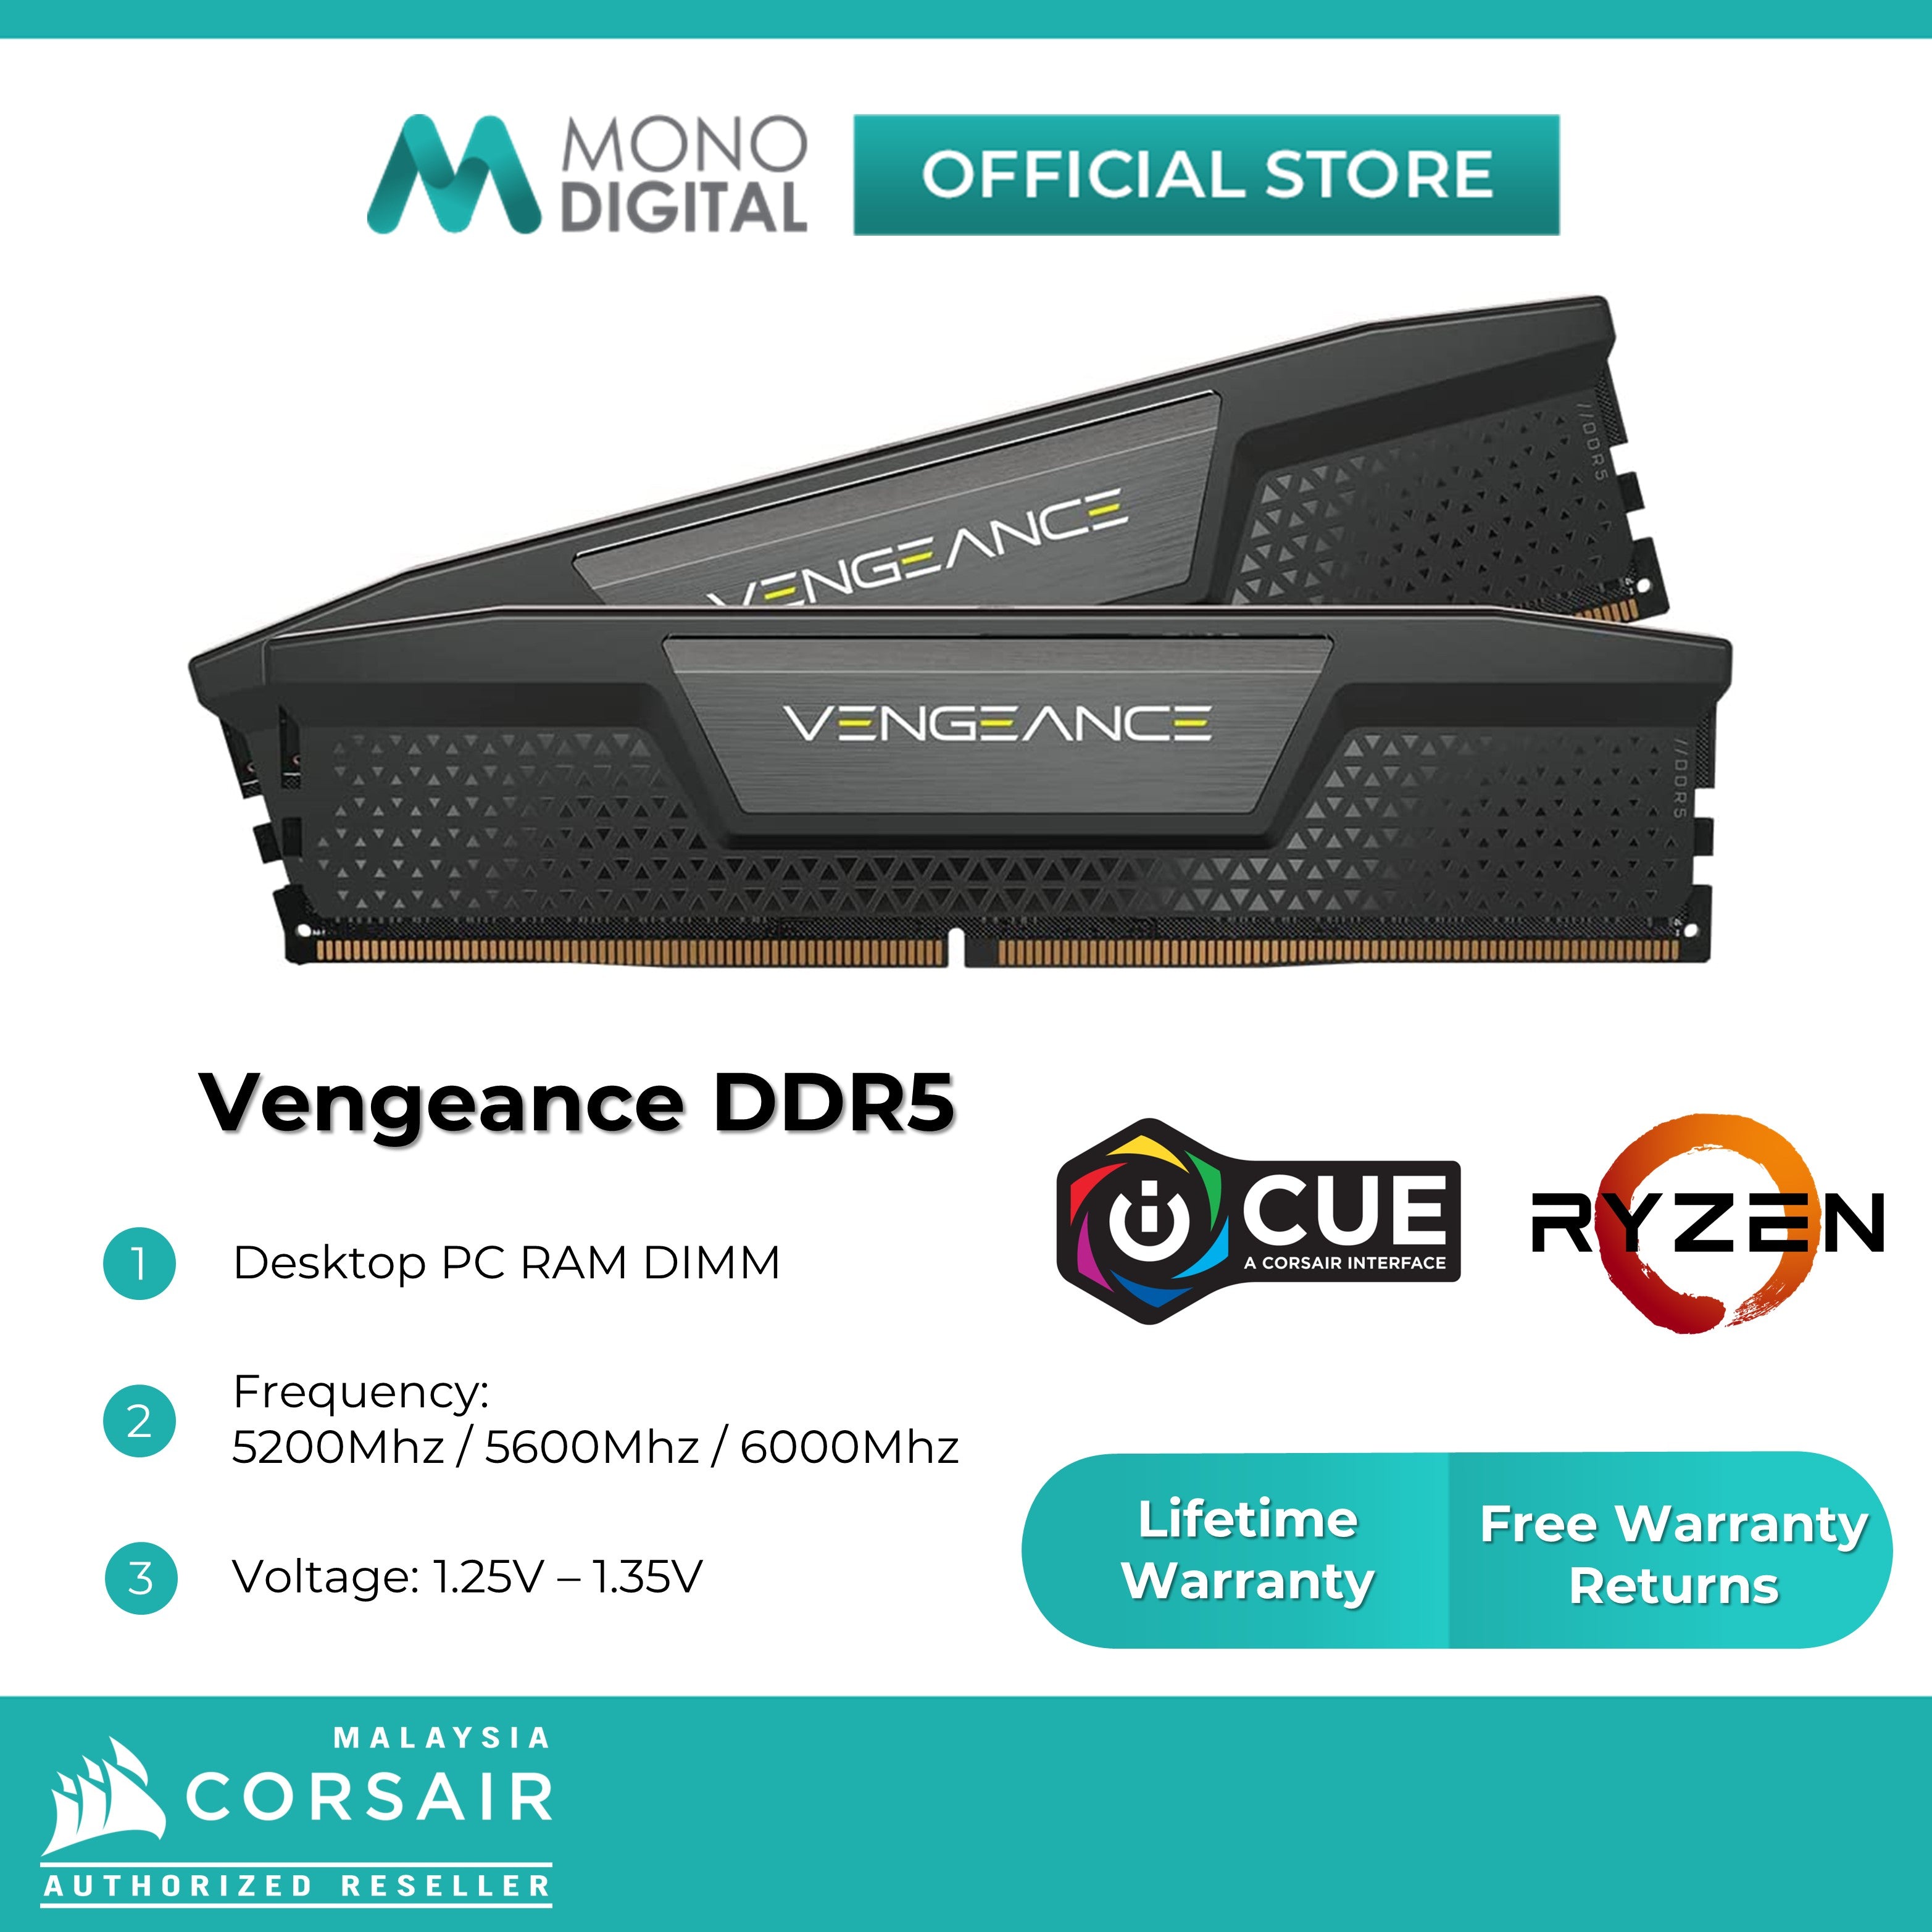 MONO
DIGITAL
OFFICIAL STORE
//DDR5
VENGEANCE
VENGEANCE
//DDR5
Vengeance DDR5
iCUE
A CORSAIR INTERFACE
RYZEN
1 Desktop PC RAM DIMM
2 Frequency:
5200Mhz / 5600Mhz / 6000Mhz
3 Voltage: 1.25V – 1.35V
Lifetime
Warranty
Free Warranty
Returns
MALAYSIA
CORSAIR
AUTHORIZED RESELLER